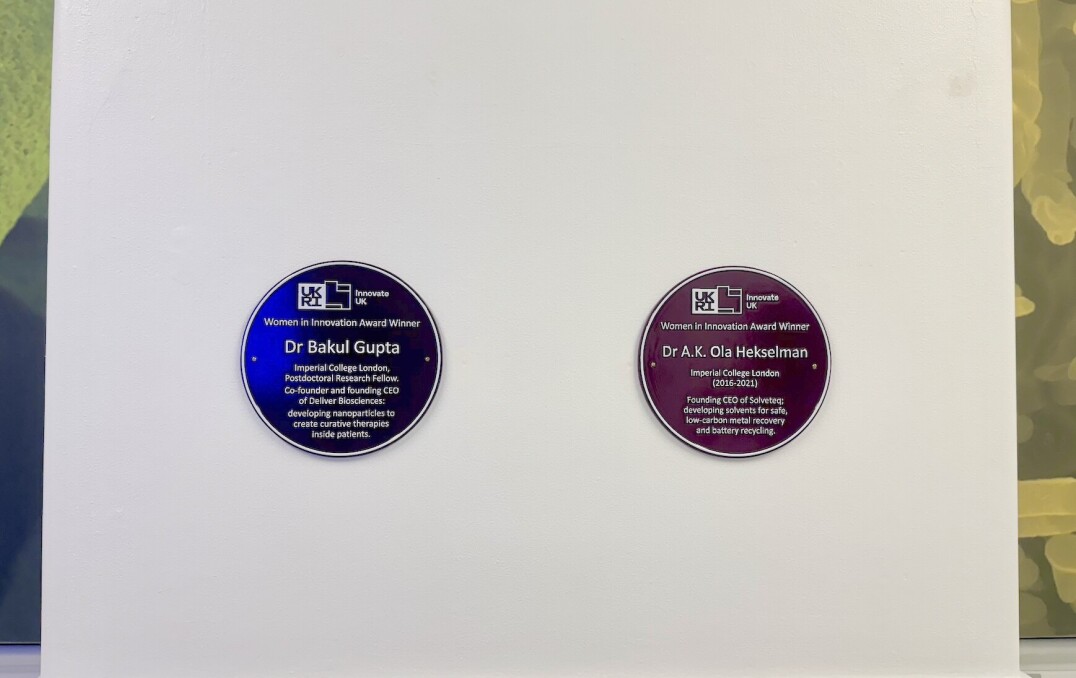 UK
RI
Innovate
UK
Women in Innovation Award Winner
Dr Bakul Gupta
Imperial College London,
Postdoctoral Research Fellow.
Co-founder and founding CEO
of Deliver Biosciences:
developing nanoparticles to
create curative therapies
inside patients.
UK
RI
Innovate
UK
Women in Innovation Award Winner
Dr A.K. Ola Hekselman
Imperial College London
(2016-2021)
Founding CEO of Solveteq;
developing solvents for safe,
low-carbon metal recovery
and battery recycling.